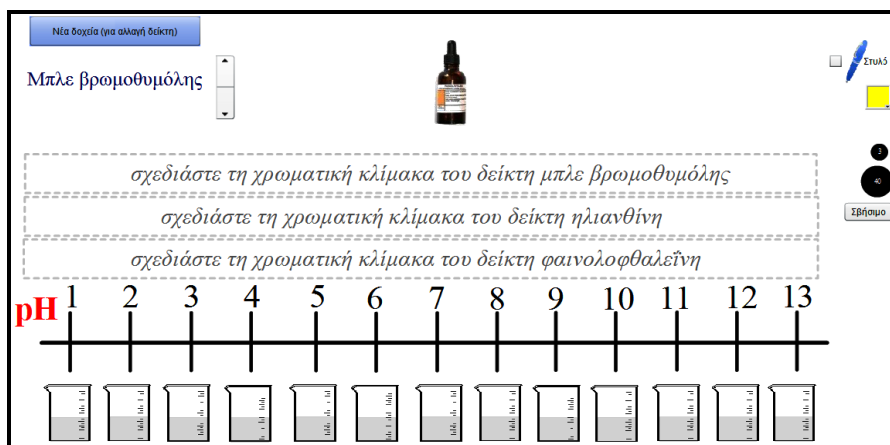 Νέα δοχεία (για αλλαγή δείκτη)
Μπλε βρωμοθυμόλης
Στυλό
3
40
Σβήσιμο
σχεδιάστε τη χρωματική κλίμακα του δείκτη μπλε βρωμοθυμόλης
σχεδιάστε τη χρωματική κλίμακα του δείκτη ηλιανθίνη
σχεδιάστε τη χρωματική κλίμακα του δείκτη φαινολοφθαλεΐνη
pH 1 2 3 4 5 6 7 8 9 10 11 12 13